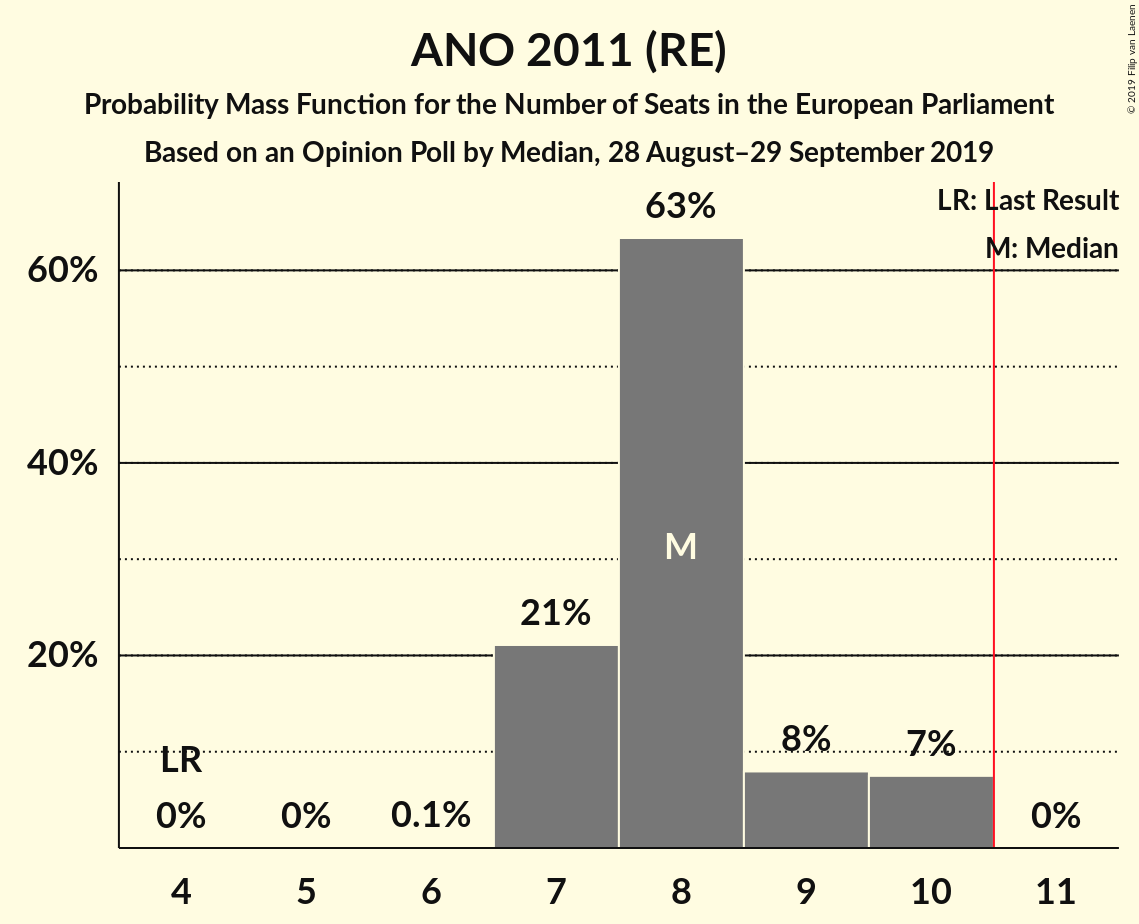 ANO 2011 (RE)
Probability Mass Function for the Number of Seats in the European Parliament
Based on an Opinion Poll by Median, 28 August–29 September 2019
© 2019 Filip van Laenen
LR: Last Result
M: Median
60%
40%
20%
63%
M
21%
8%
7%
LR
0%
0%
0.1%
0%
4
5
6
7
8
9
10
11